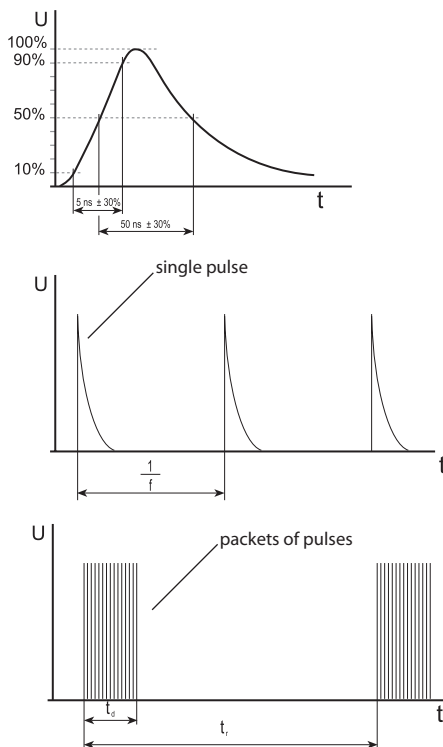 U
100%
90%
50%
10%
5 ns ± 30%
t
50 ns ± 30%
single pulse
U
t
1
f
U
packets of pulses
t
t_d
t_r